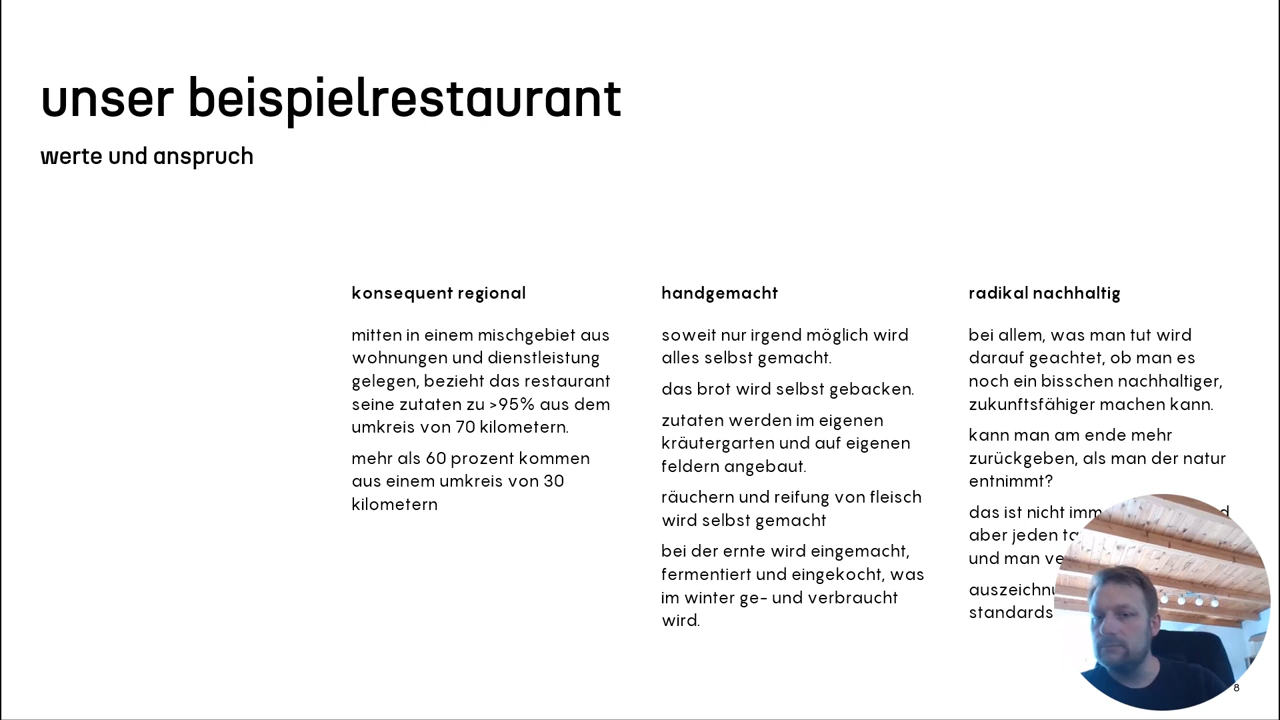 unser beispielrestaurant
werte und anspruch
konsequent regional
mitten in einem mischgebiet aus
wohnungen und dienstleistung
gelegen, bezieht das restaurant
seine zutaten zu >95% aus dem
umkreis von 70 kilometern.
mehr als 60 prozent kommen
aus einem umkreis von 30
kilometern
handgemacht
soweit nur irgend möglich wird
alles selbst gemacht.
das brot wird selbst gebacken.
zutaten werden im eigenen
kräutergarten und auf eigenen
feldern angebaut.
räuchern und reifung von fleisch
wird selbst gemacht
bei der ernte wird eingemacht,
fermentiert und eingekocht, was
im winter ge- und verbraucht
wird.
radikal nachhaltig
bei allem, was man tut wird
darauf geachtet, ob man es
noch ein bisschen nachhaltiger,
zukunftsfähiger machen kann.
kann man am ende mehr
zurückgeben, als man der natur
entnimmt?
das ist nicht
aber jeden
und man
standards
8